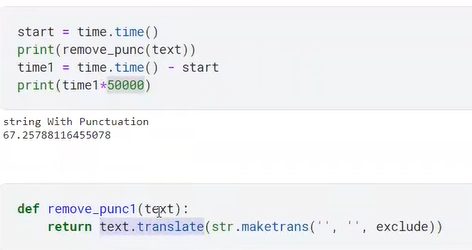 start = time.time()
print(remove_punc(text))
time1 = time.time() - start
print(time1*50000)
string With Punctuation
67.25788116455078
def remove_punc1(text):
return text.translate(str.maketrans('', '', exclude))